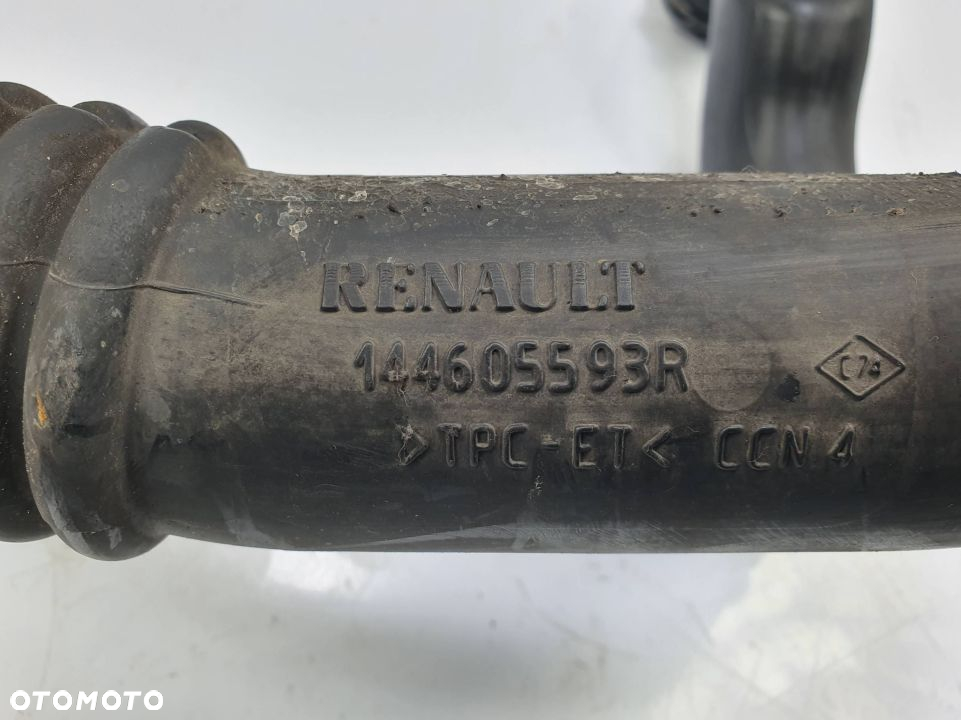 RENAULT
144605593R
C74
>TPC-ET< CCN 4
OTOMOTO